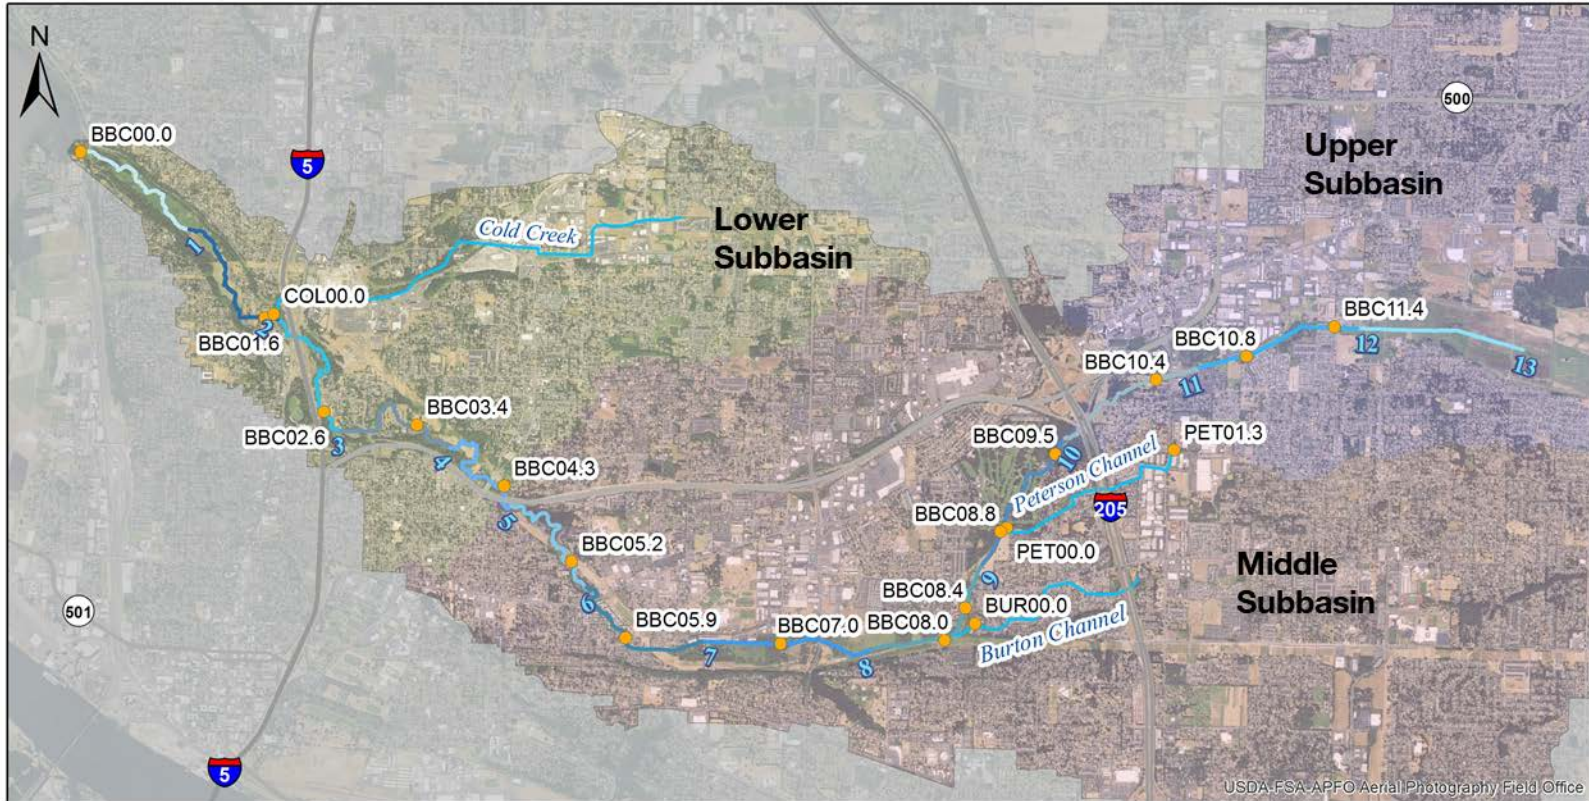 N
BBC00.0
5
500
Upper
Subbasin
Cold Creek
Lower
Subbasin
1
COL00.0
2
BBC01.6
BBC11.4
BBC10.8
BBC10.4
11
12
13
BBC03.4
BBC02.6
3
4
BBC09.5
10
PET01.3
BBC04.3
Peterson Channel
205
5
BBC08.8
PET00.0
BBC05.2
Middle
Subbasin
9
6
BBC08.4
BUR00.0
501
BBC05.9
BBC07.0
BBC08.0
Burton Channel
7
8
5
USDA-FSA-APFO Aerial Photography Field Office